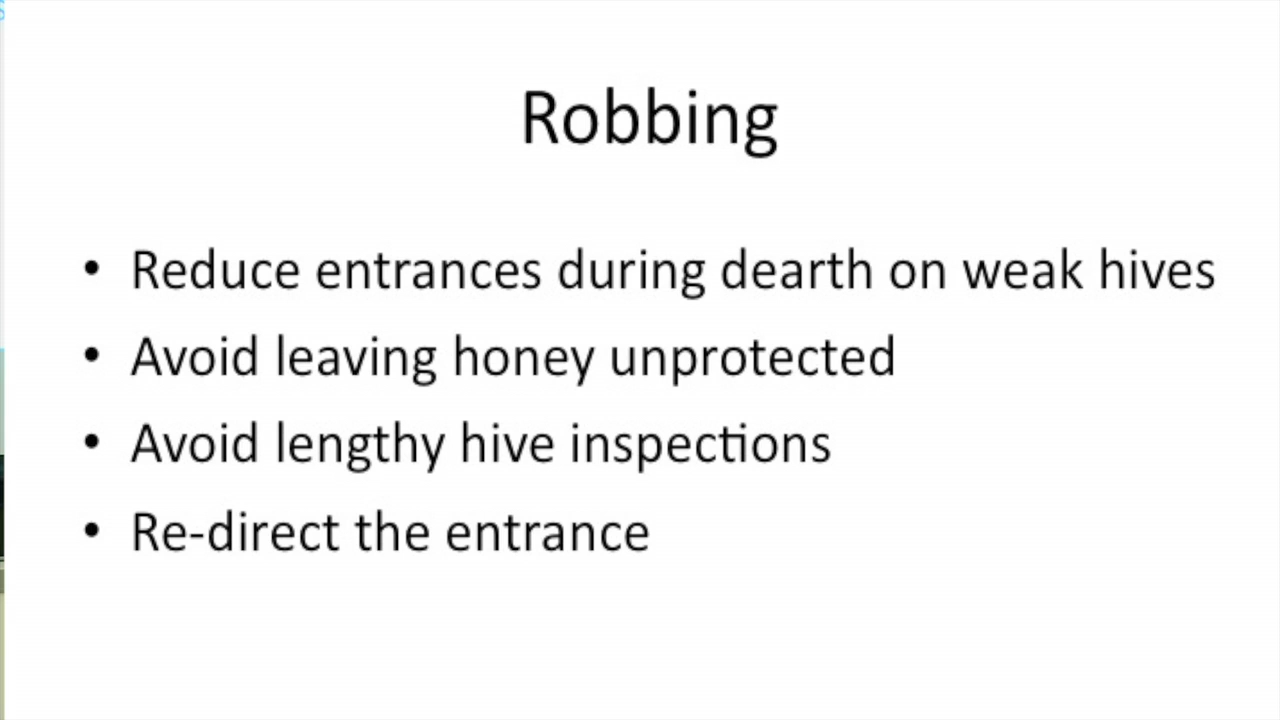 Robbing
• Reduce entrances during dearth on weak hives
• Avoid leaving honey unprotected
• Avoid lengthy hive inspections
• Re-direct the entrance